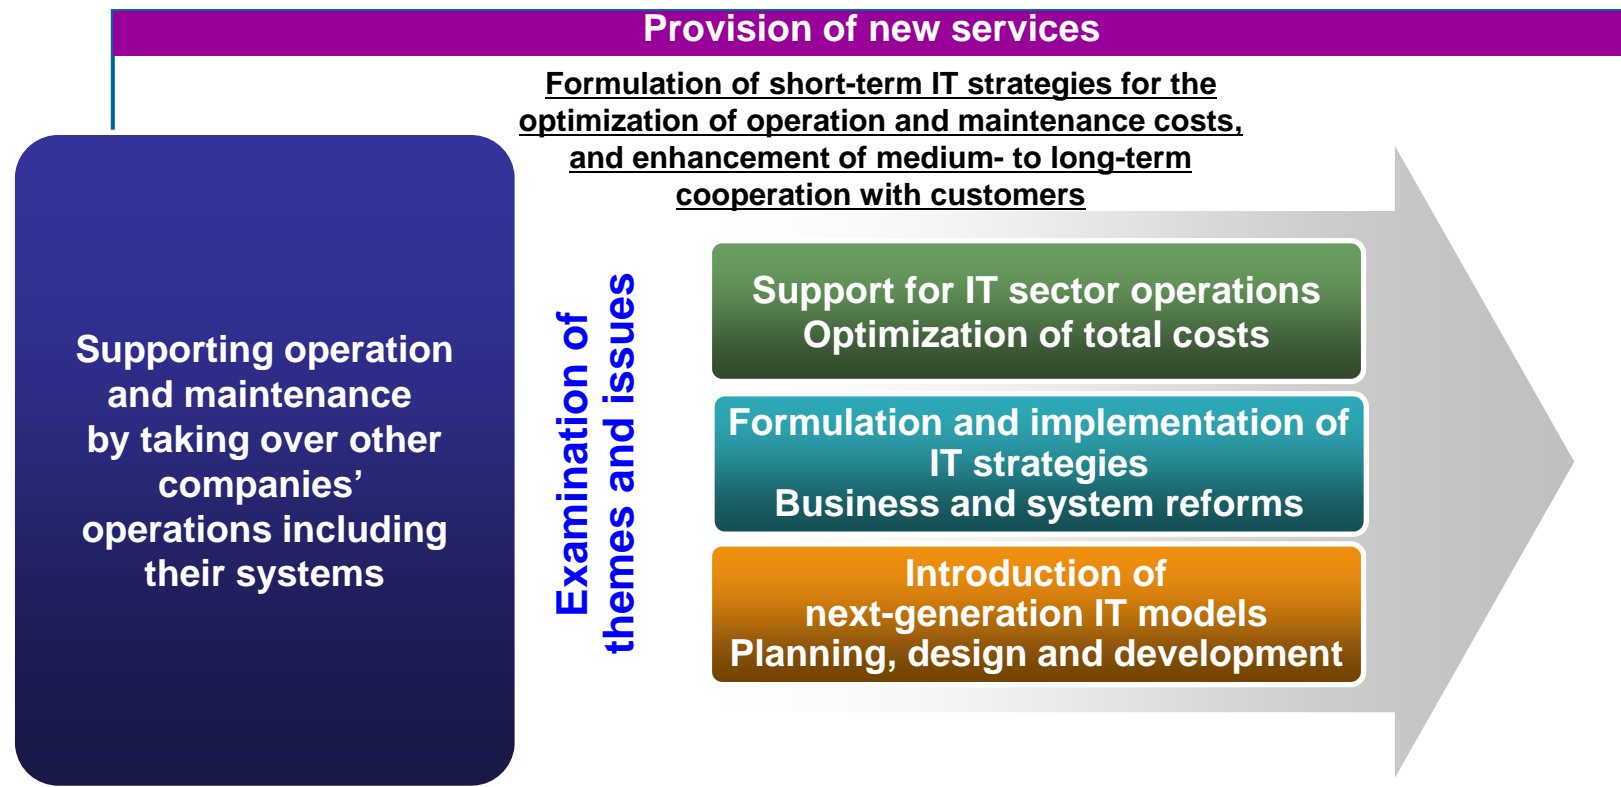 Provision of new services
Formulation of short-term IT strategies for the
optimization of operation and maintenance costs,
and enhancement of medium- to long-term
cooperation with customers
Supporting operation
and maintenance
by taking over other
companies’
operations including
their systems
Examination of
themes and issues
Support for IT sector operations
Optimization of total costs
Formulation and implementation of
IT strategies
Business and system reforms
Introduction of
next-generation IT models
Planning, design and development